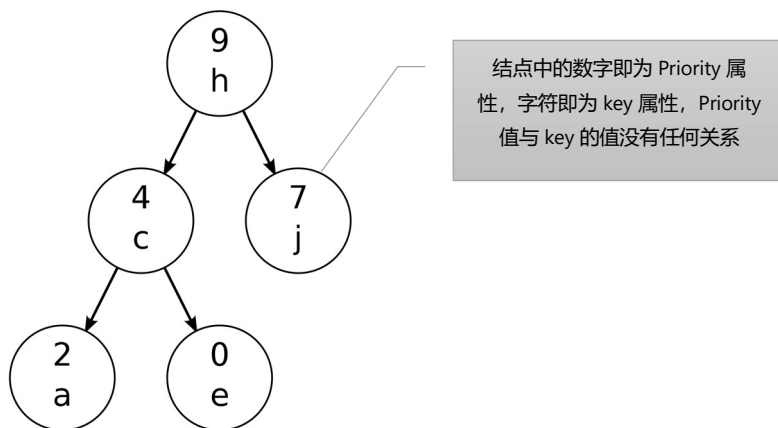 9
h
结点中的数字即为 Priority 属
性，字符即为 key 属性，Priority
值与 key 的值没有任何关系
4
c
7
j
2
a
0
e